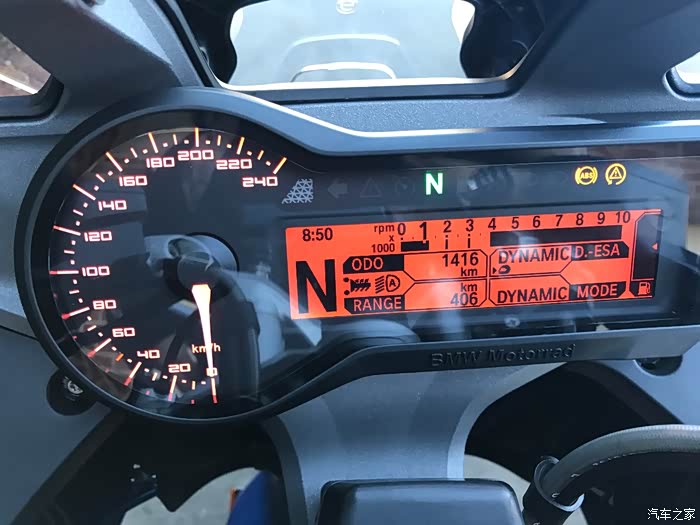 20
40
60
80
100
120
140
160
180
200
220
240
km/h
N
ABS
8:50
rpm x 1000
0 1 2 3 4 5 6 7 8 9 10
N
ODO 1416 km
DYNAMIC D.-ESA
A
RANGE km 406
DYNAMIC MODE
BMW Motorrad
汽车之家